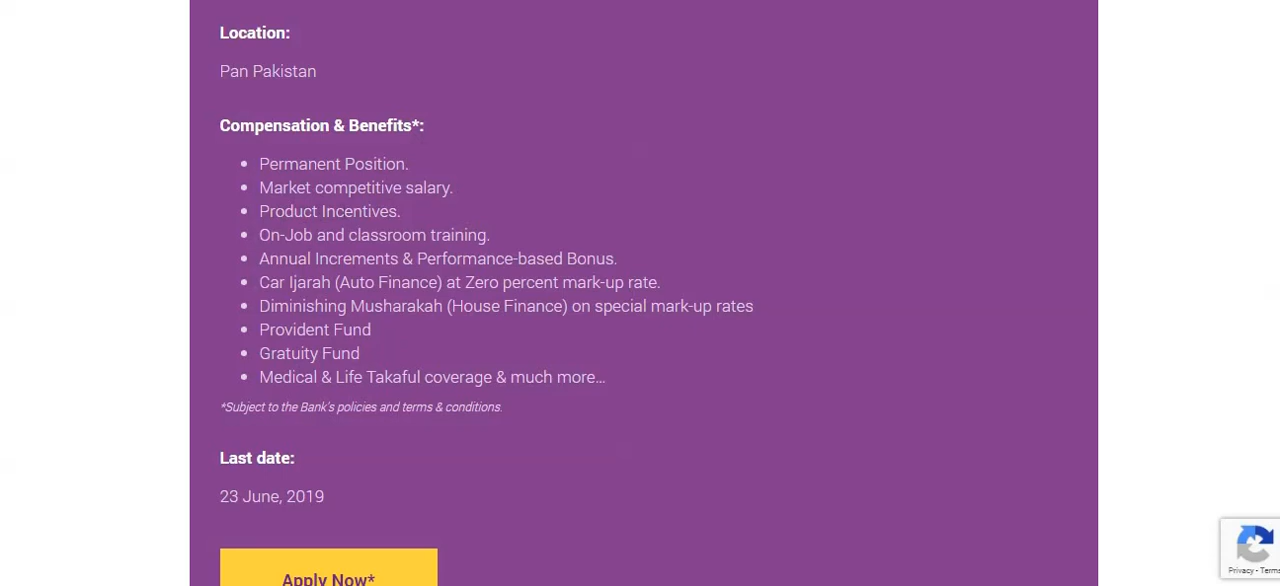 Location:
Pan Pakistan
Compensation & Benefits*:
• Permanent Position.
• Market competitive salary.
• Product Incentives.
• On-Job and classroom training.
• Annual Increments & Performance-based Bonus.
• Car Ijarah (Auto Finance) at Zero percent mark-up rate.
• Diminishing Musharakah (House Finance) on special mark-up rates
• Provident Fund
• Gratuity Fund
• Medical & Life Takaful coverage & much more...
*Subject to the Bank's policies and terms & conditions.
Last date:
23 June, 2019
Apply Now*
Privacy - Terms